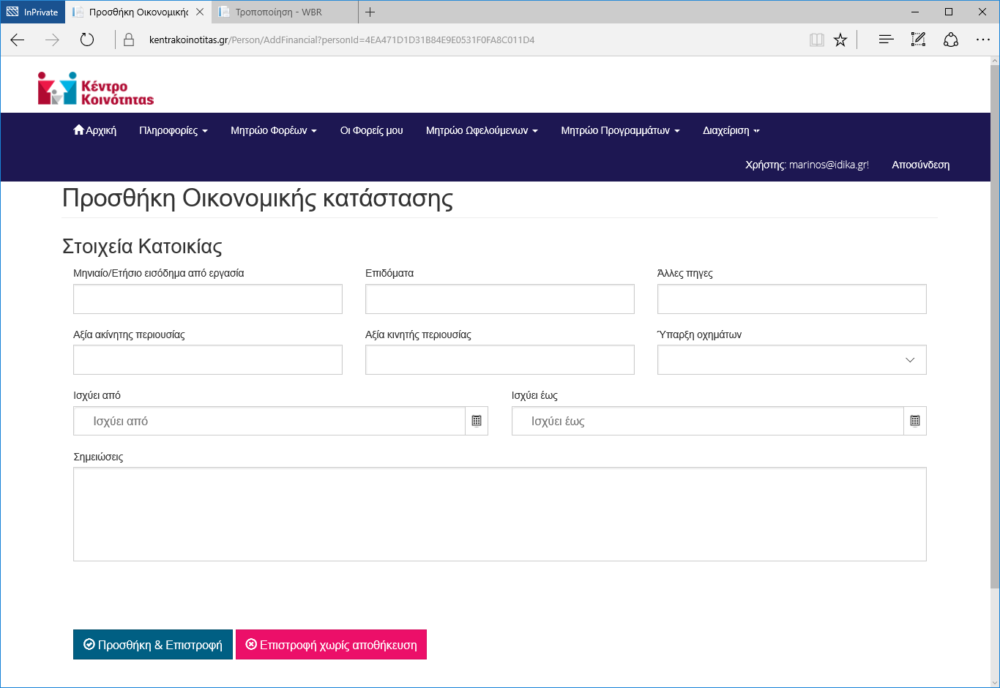 InPrivate
Προσθήκη Οικονομικής
Τροποποίηση - WBR
kentrakoinotitas.gr/Person/AddFinancial?personId=4EA471D1D31B84E9E0531F0FA8C011D4
Κέντρο
Κοινότητας
Αρχική Πληροφορίες Μητρώο Φορέων Οι Φορείς μου Μητρώο Ωφελούμενων Μητρώο Προγραμμάτων Διαχείριση
Χρήστης: marinos@idika.gr! Αποσύνδεση
Προσθήκη Οικονομικής κατάστασης
Στοιχεία Κατοικίας
Μηνιαίο/Ετήσιο εισόδημα από εργασία Επιδόματα Άλλες πηγες
Αξία ακίνητης περιουσίας Αξία κινητής περιουσίας Ύπαρξη οχημάτων
Ισχύει από Ισχύει έως
Ισχύει από Ισχύει έως
Σημειώσεις
Προσθήκη & Επιστροφή Επιστροφή χωρίς αποθήκευση